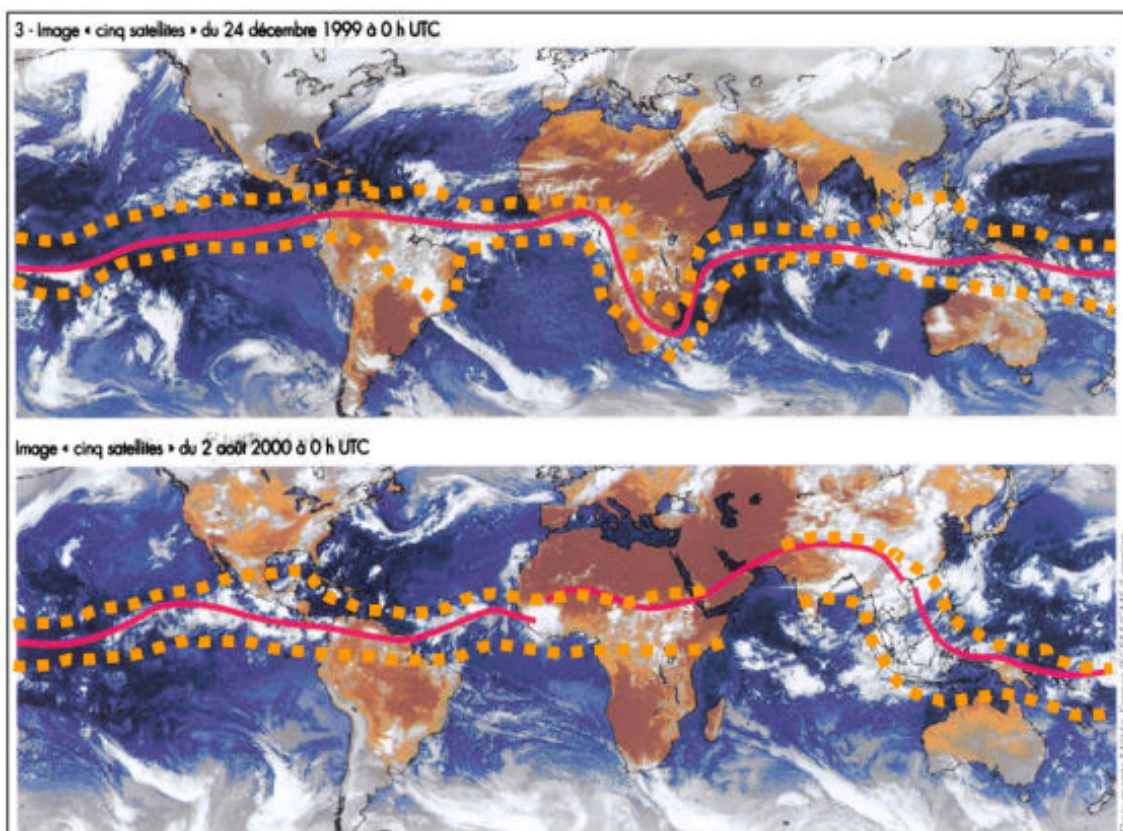 3 - Image « cinq satellites » du 24 décembre 1999 à 0 h UTC
Image « cinq satellites » du 2 août 2000 à 0 h UTC